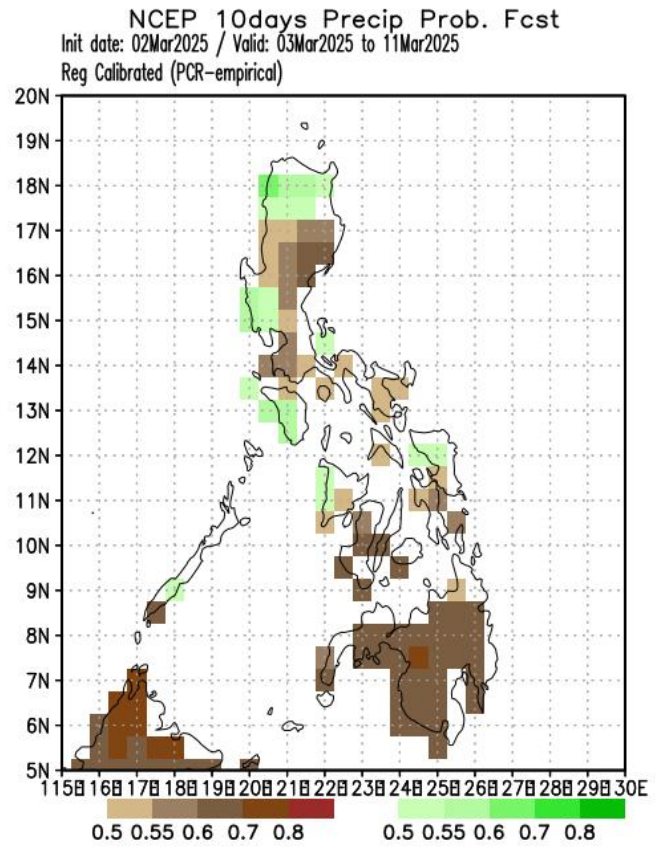 NCEP 10days Precip Prob. Fcst
Init date: 02Mar2025 / Valid: 03Mar2025 to 11Mar2025
Reg Calibrated (PCR-empirical)
20N
19N
18N
17N
16N
15N
14N
13N
12N
11N
10N
9N
8N
7N
6N
5N
115E 116E 117E 118E 119E 120E 121E 122E 123E 124E 125E 126E 127E 128E 129E 130E
0.5 0.55 0.6 0.7 0.8 0.5 0.55 0.6 0.7 0.8